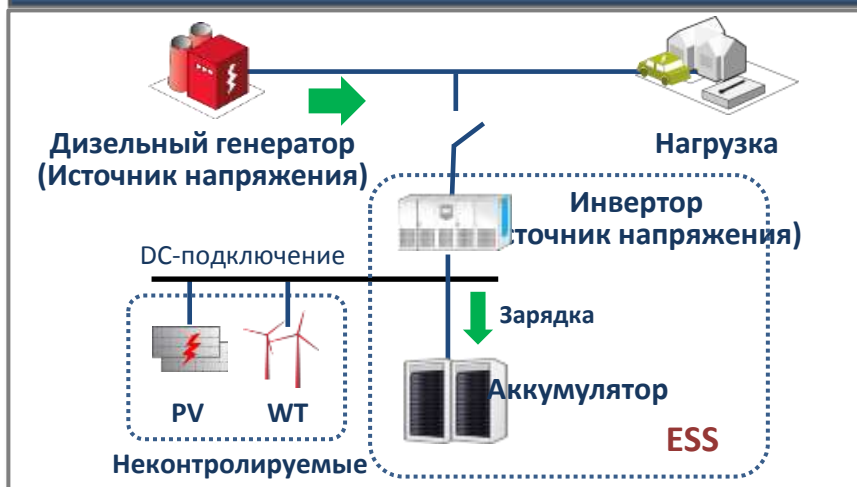 Дизельный генератор
(Источник напряжения)
Нагрузка
Инвертор
сточник напряжения)
DC-подключение
Зарядка
Аккумулятор
PV
WT
ESS
Неконтролируемые